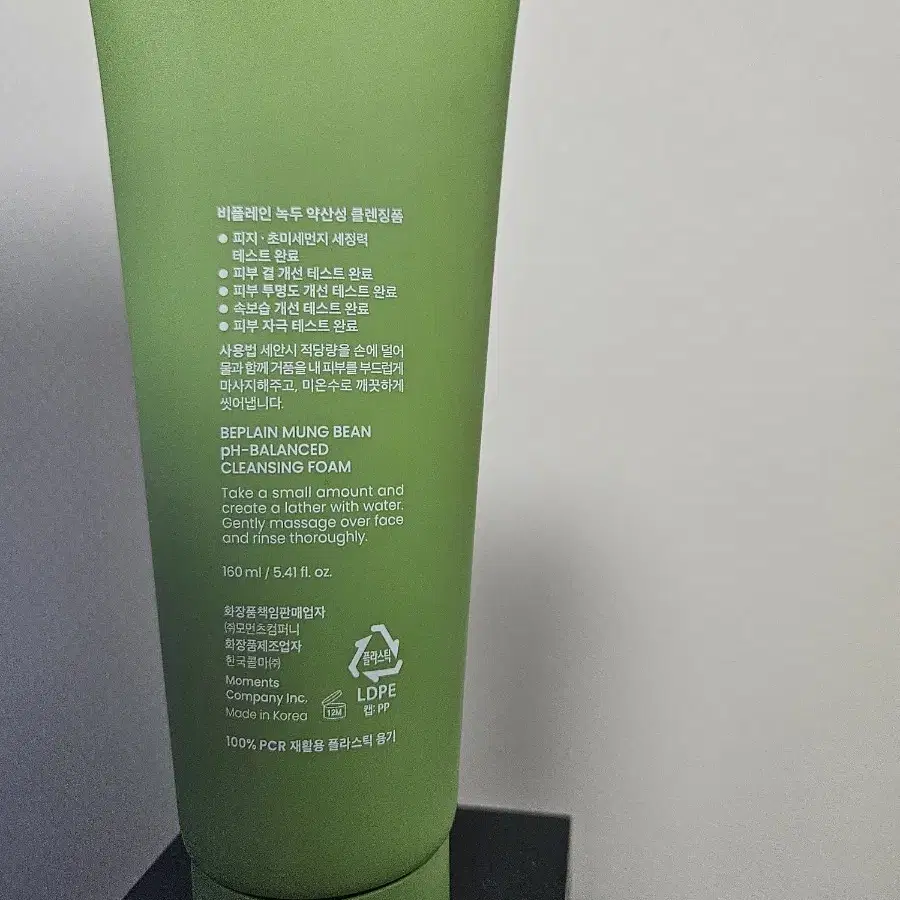 비플레인 녹두 약산성 클렌징폼
● 피지·초미세먼지 세정력
테스트 완료
● 피부 결 개선 테스트 완료
● 피부 투명도 개선 테스트 완료
● 속보습 개선 테스트 완료
● 피부 자극 테스트 완료
사용법 세안시 적당량을 손에 덜어
물과 함께 거품을 내 피부를 부드럽게
마사지해주고, 미온수로 깨끗하게
씻어냅니다.
BEPLAIN MUNG BEAN
pH-BALANCED
CLEANSING FOAM
Take a small amount and
create a lather with water.
Gently massage over face
and rinse thoroughly.
160 ml / 5.41 fl. oz.
화장품책임판매업자
㈜모먼츠컴퍼니
화장품제조업자
한국콜마㈜
Moments
Company Inc.
Made in Korea
12M
플라스틱
LDPE
캡: PP
100% PCR 재활용 플라스틱 용기